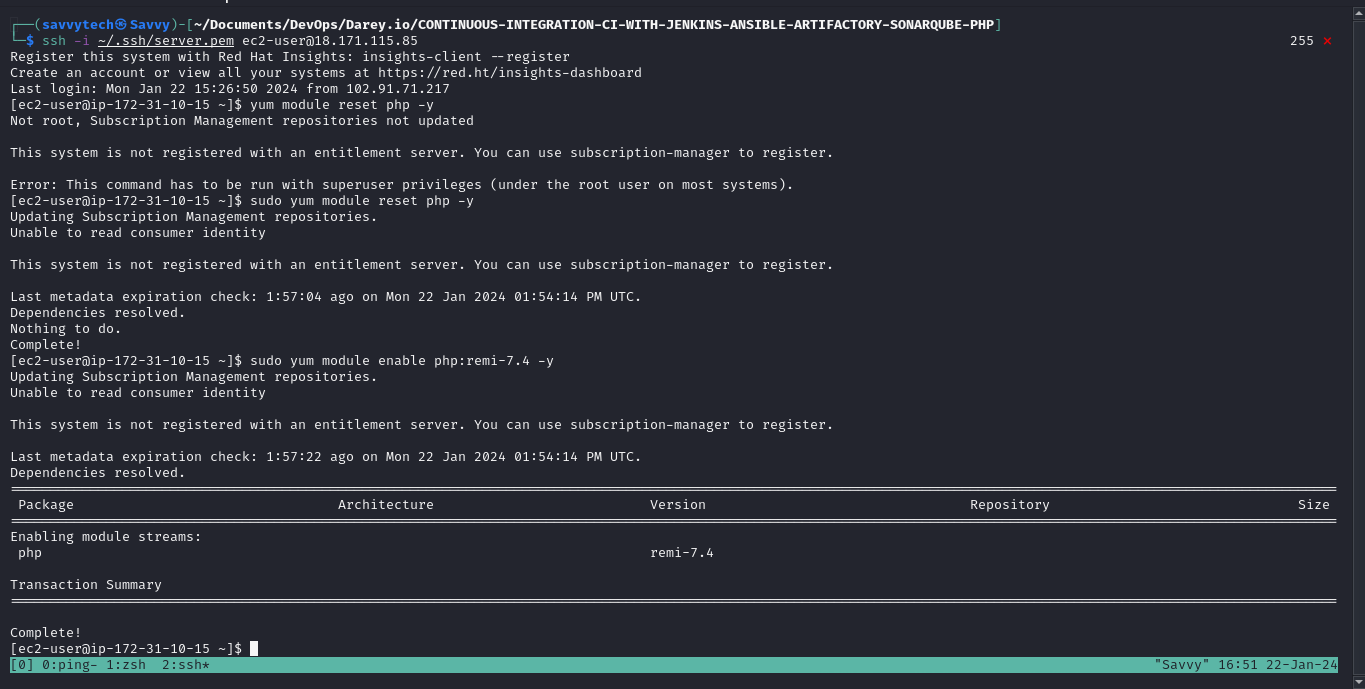 ┌──(savvytech㉿Savvy)-[~/Documents/DevOps/Darey.io/CONTINUOUS-INTEGRATION-CI-WITH-JENKINS-ANSIBLE-ARTIFACTORY-SONARQUBE-PHP]
└─$ ssh -i ~/.ssh/server.pem ec2-user@18.171.115.85 255 ✗
Register this system with Red Hat Insights: insights-client --register
Create an account or view all your systems at https://red.ht/insights-dashboard
Last login: Mon Jan 22 15:26:50 2024 from 102.91.71.217
[ec2-user@ip-172-31-10-15 ~]$ yum module reset php -y
Not root, Subscription Management repositories not updated
This system is not registered with an entitlement server. You can use subscription-manager to register.
Error: This command has to be run with superuser privileges (under the root user on most systems).
[ec2-user@ip-172-31-10-15 ~]$ sudo yum module reset php -y
Updating Subscription Management repositories.
Unable to read consumer identity
This system is not registered with an entitlement server. You can use subscription-manager to register.
Last metadata expiration check: 1:57:04 ago on Mon 22 Jan 2024 01:54:14 PM UTC.
Dependencies resolved.
Nothing to do.
Complete!
[ec2-user@ip-172-31-10-15 ~]$ sudo yum module enable php:remi-7.4 -y
Updating Subscription Management repositories.
Unable to read consumer identity
This system is not registered with an entitlement server. You can use subscription-manager to register.
Last metadata expiration check: 1:57:22 ago on Mon 22 Jan 2024 01:54:14 PM UTC.
Dependencies resolved.
Package Architecture Version Repository Size
Enabling module streams:
php remi-7.4
Transaction Summary
Complete!
[ec2-user@ip-172-31-10-15 ~]$
[0] 0:ping- 1:zsh 2:ssh* "Savvy" 16:51 22-Jan-24